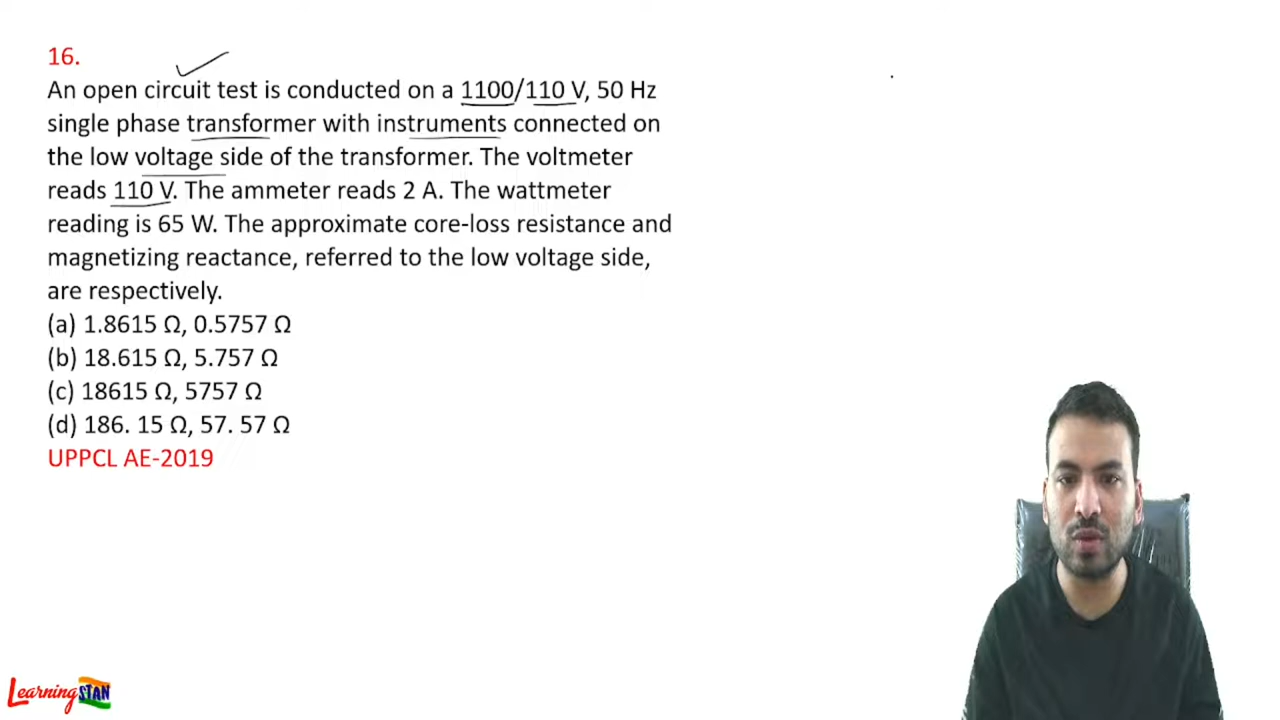 16.
An open circuit test is conducted on a 1100/110 V, 50 Hz
single phase transformer with instruments connected on
the low voltage side of the transformer. The voltmeter
reads 110 V. The ammeter reads 2 A. The wattmeter
reading is 65 W. The approximate core-loss resistance and
magnetizing reactance, referred to the low voltage side,
are respectively.
(a) 1.8615 Ω, 0.5757 Ω
(b) 18.615 Ω, 5.757 Ω
(c) 18615 Ω, 5757 Ω
(d) 186. 15 Ω, 57. 57 Ω
UPPCL AE-2019
LearningSTAN